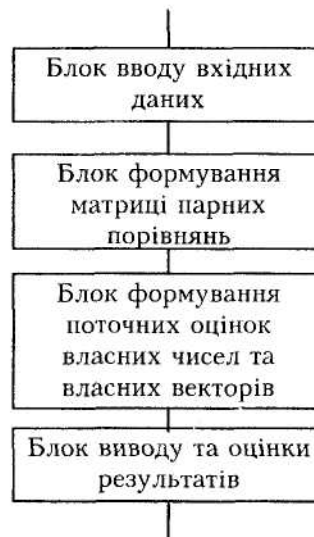 Блок вводу вхідних
даних
Блок формування
матриці парних
порівнянь
Блок формування
поточних оцінок
власних чисел та
власних векторів
Блок виводу та оцінки
результатів